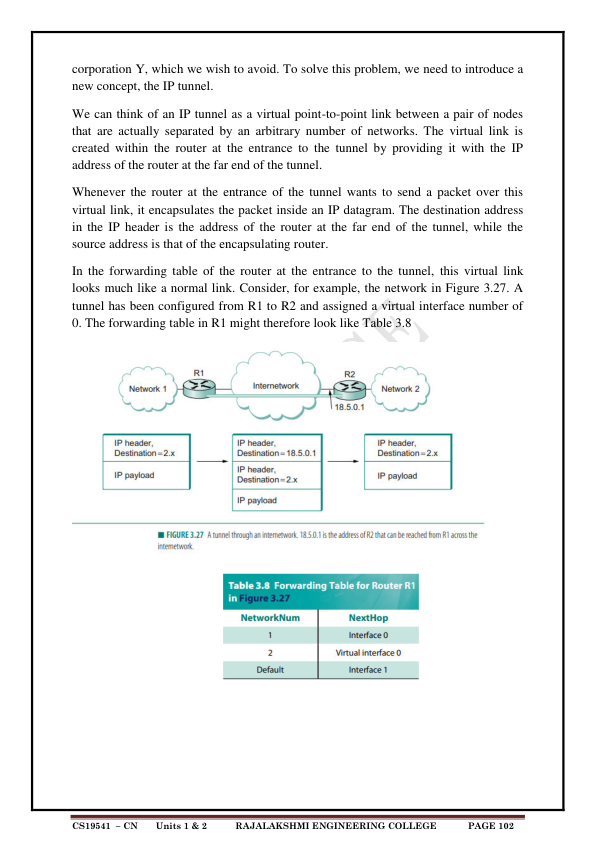 corporation Y, which we wish to avoid. To solve this problem, we need to introduce a
new concept, the IP tunnel.
We can think of an IP tunnel as a virtual point-to-point link between a pair of nodes
that are actually separated by an arbitrary number of networks. The virtual link is
created within the router at the entrance to the tunnel by providing it with the IP
address of the router at the far end of the tunnel.
Whenever the router at the entrance of the tunnel wants to send a packet over this
virtual link, it encapsulates the packet inside an IP datagram. The destination address
in the IP header is the address of the router at the far end of the tunnel, while the
source address is that of the encapsulating router.
In the forwarding table of the router at the entrance to the tunnel, this virtual link
looks much like a normal link. Consider, for example, the network in Figure 3.27. A
tunnel has been configured from R1 to R2 and assigned a virtual interface number of
0. The forwarding table in R1 might therefore look like Table 3.8
R1
R2
Network 1
Internetwork
Network 2
18.5.0.1
IP header,
Destination=2.x
IP payload
IP header,
Destination=18.5.0.1
IP header,
Destination=2.x
IP payload
IP header,
Destination=2.x
IP payload
■ FIGURE 3.27 A tunnel through an internetwork. 18.5.0.1 is the address of R2 that can be reached from R1 across the
internetwork.
Table 3.8 Forwarding Table for Router R1
in Figure 3.27
NetworkNum NextHop
1 Interface 0
2 Virtual interface 0
Default Interface 1
CS19541 – CN Units 1 & 2 RAJALAKSHMI ENGINEERING COLLEGE PAGE 102